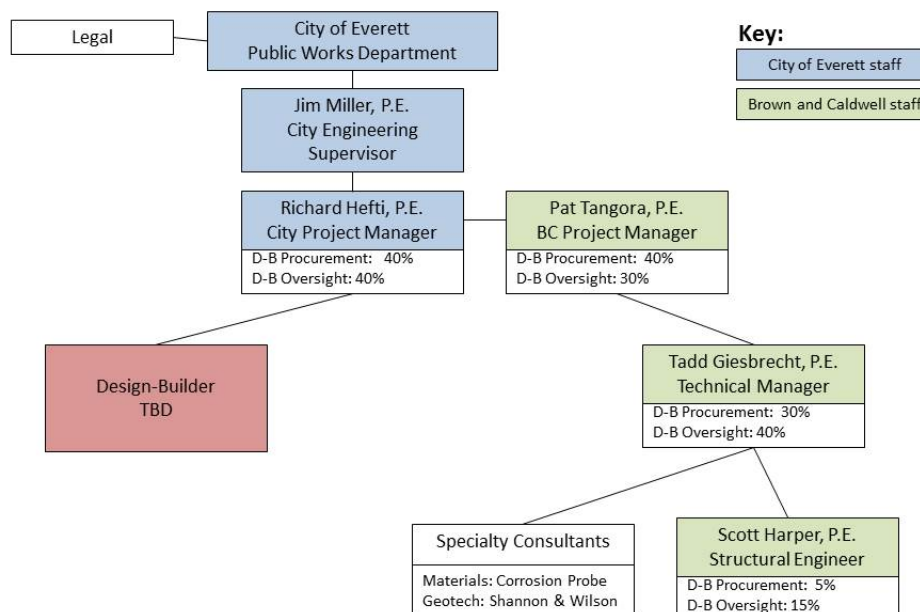 Legal
City of Everett
Public Works Department
Key:
City of Everett staff
Brown and Caldwell staff
Jim Miller, P.E.
City Engineering
Supervisor
Richard Hefti, P.E.
City Project Manager
D-B Procurement: 40%
D-B Oversight: 40%
Pat Tangora, P.E.
BC Project Manager
D-B Procurement: 40%
D-B Oversight: 30%
Design-Builder
TBD
Tadd Giesbrecht, P.E.
Technical Manager
D-B Procurement: 30%
D-B Oversight: 40%
Specialty Consultants
Materials: Corrosion Probe
Geotech: Shannon & Wilson
Scott Harper, P.E.
Structural Engineer
D-B Procurement: 5%
D-B Oversight: 15%